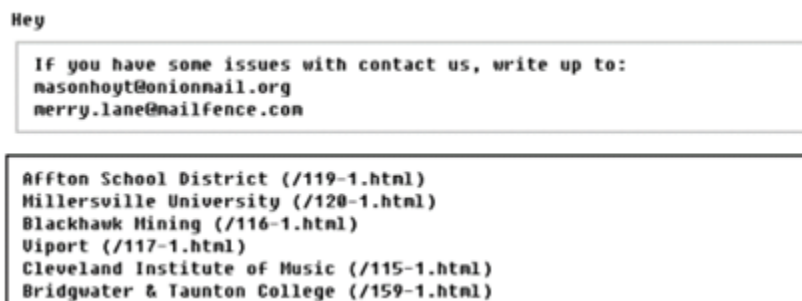 Hey
If you have some issues with contact us, write up to:
masonhoyt@onionmail.org
merry.lane@mailfence.com
Affton School District (/119-1.html)
Millersville University (/120-1.html)
Blackhawk Mining (/116-1.html)
Viport (/117-1.html)
Cleveland Institute of Music (/115-1.html)
Bridgwater & Taunton College (/159-1.html)